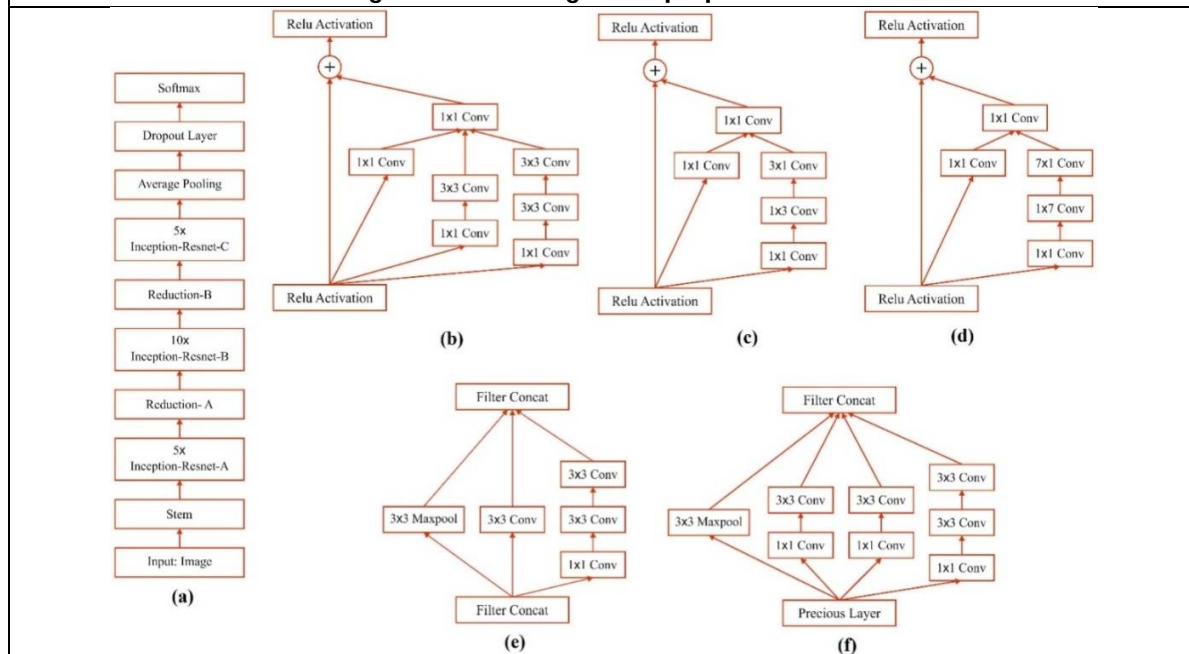 Relu Activation
+
1x1 Conv
1x1 Conv
3x3 Conv
3x3 Conv
3x3 Conv
1x1 Conv
1x1 Conv
Relu Activation
(b)
Relu Activation
+
1x1 Conv
1x1 Conv
3x1 Conv
1x3 Conv
1x1 Conv
Relu Activation
(c)
Relu Activation
+
1x1 Conv
1x1 Conv
7x1 Conv
1x7 Conv
1x1 Conv
Relu Activation
(d)
Softmax
Dropout Layer
Average Pooling
5x
Inception-Resnet-C
Reduction-B
10x
Inception-Resnet-B
Reduction- A
5x
Inception-Resnet-A
Stem
Input: Image
(a)
Filter Concat
3x3 Conv
3x3 Maxpool
3x3 Conv
3x3 Conv
1x1 Conv
Filter Concat
(e)
Filter Concat
3x3 Conv
3x3 Conv
3x3 Conv
3x3 Maxpool
3x3 Conv
1x1 Conv
1x1 Conv
1x1 Conv
Precious Layer
(f)